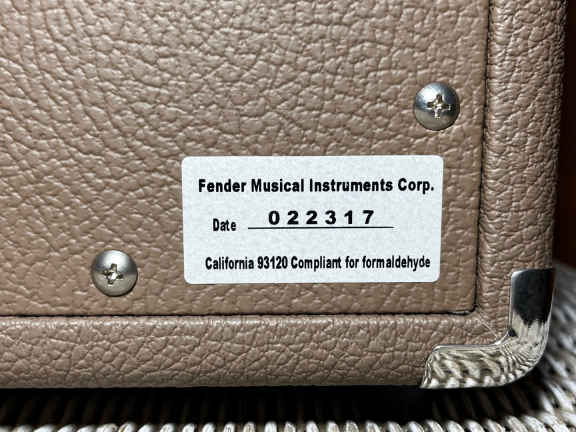 Fender Musical Instruments Corp.
Date 022317
California 93120 Compliant for formaldehyde